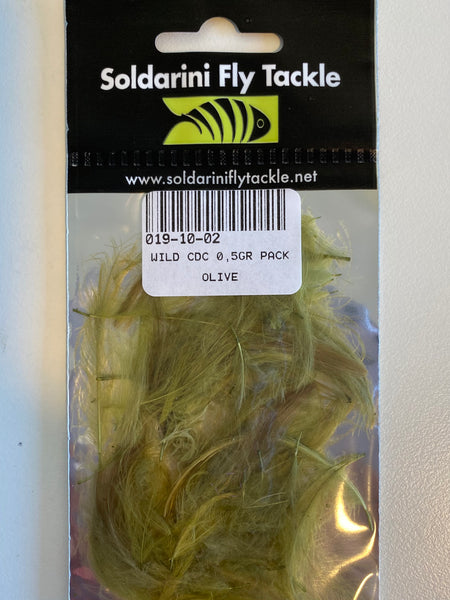 Soldarini Fly Tackle
www.soldariniflytackle.net
019-10-02
WILD CDC 0,5GR PACK
OLIVE